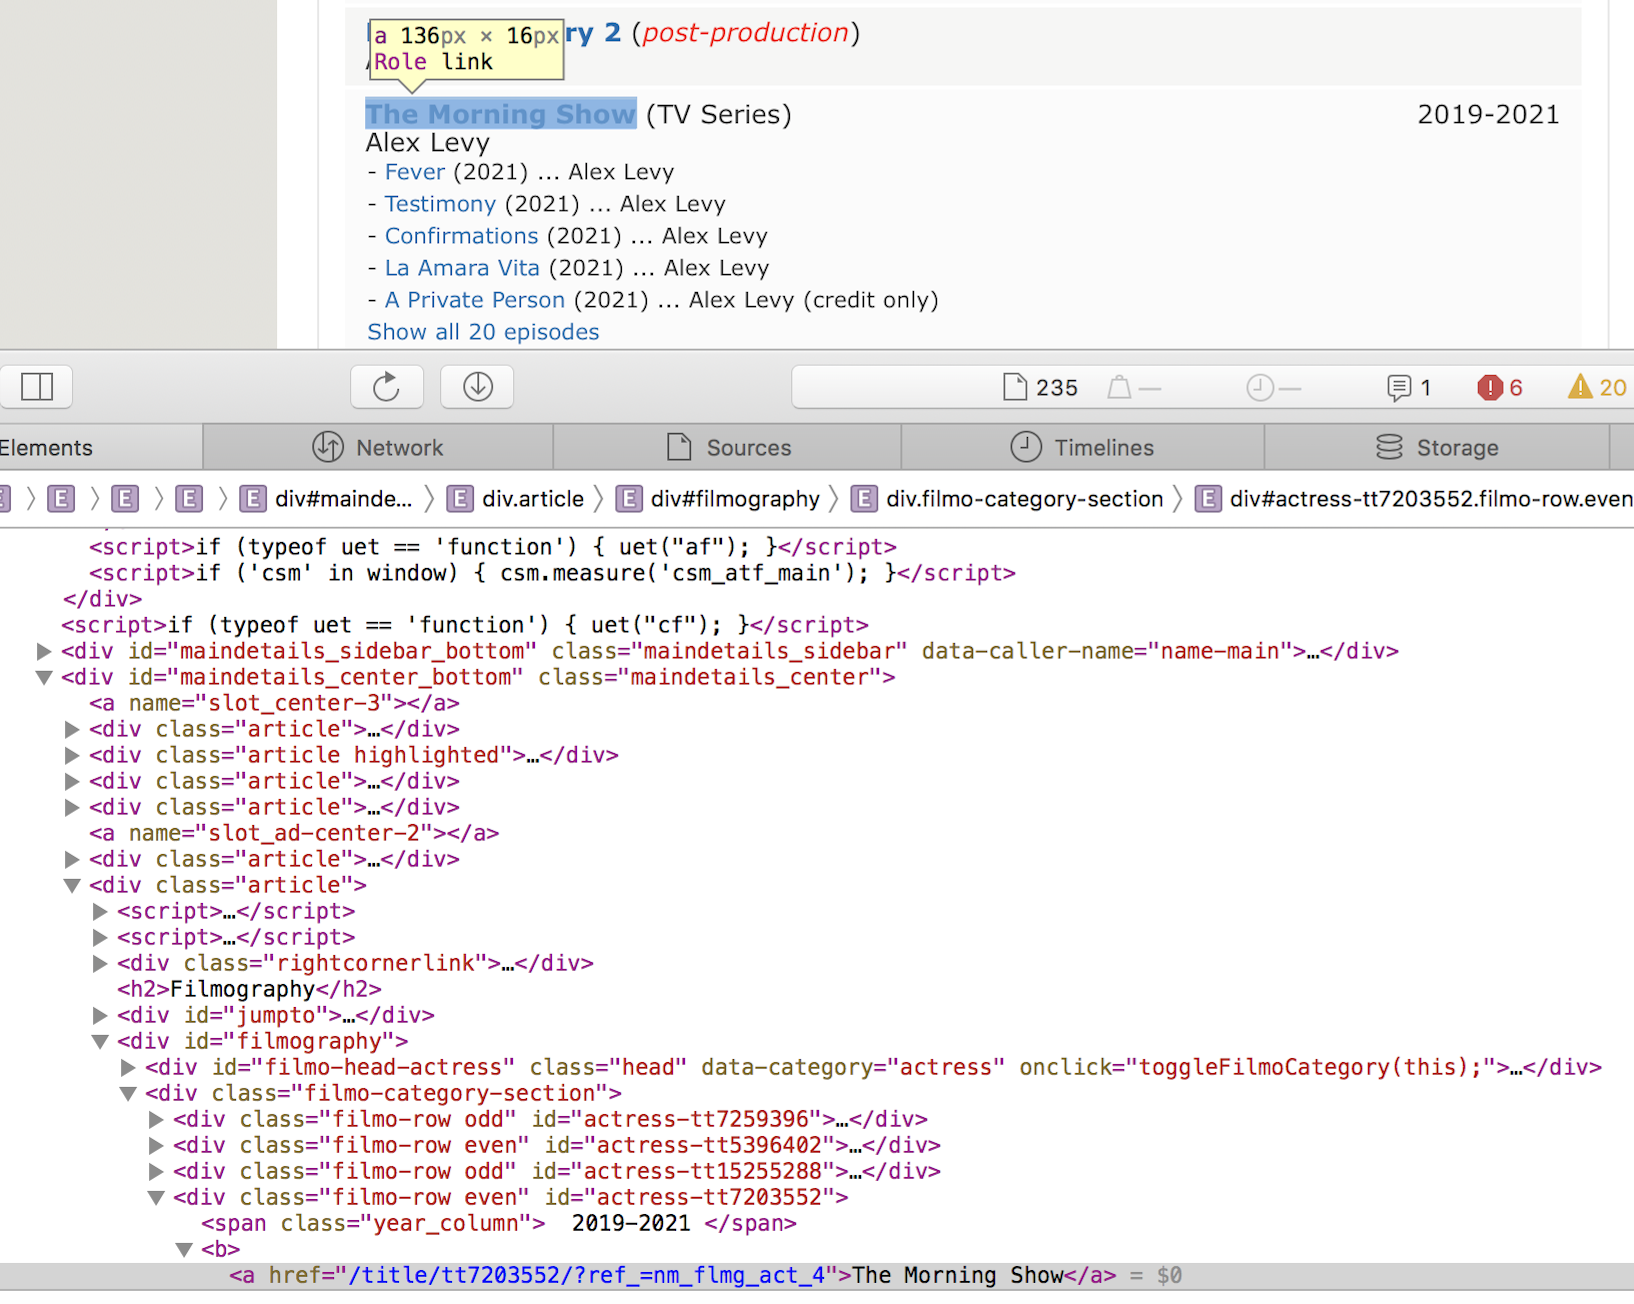 ry 2 (post-production)
a 136px × 16px
Role link
The Morning Show (TV Series) 2019-2021
Alex Levy
- Fever (2021) ... Alex Levy
- Testimony (2021) ... Alex Levy
- Confirmations (2021) ... Alex Levy
- La Amara Vita (2021) ... Alex Levy
- A Private Person (2021) ... Alex Levy (credit only)
Show all 20 episodes
235 — — 1 6 20
Elements Network Sources Timelines Storage
E E E E E div#mainde... E div.article E div#filmography E div.filmo-category-section E div#actress-tt7203552.filmo-row.even
<script>if (typeof uet == 'function') { uet("af"); }</script>
<script>if ('csm' in window) { csm.measure('csm_atf_main'); }</script>
</div>
<script>if (typeof uet == 'function') { uet("cf"); }</script>
<div id="maindetails_sidebar_bottom" class="maindetails_sidebar" data-caller-name="name-main">…</div>
<div id="maindetails_center_bottom" class="maindetails_center">
<a name="slot_center-3"></a>
<div class="article">…</div>
<div class="article highlighted">…</div>
<div class="article">…</div>
<div class="article">…</div>
<a name="slot_ad-center-2"></a>
<div class="article">…</div>
<div class="article">
<script>…</script>
<script>…</script>
<div class="rightcornerlink">…</div>
<h2>Filmography</h2>
<div id="jumpto">…</div>
<div id="filmography">
<div id="filmo-head-actress" class="head" data-category="actress" onclick="toggleFilmoCategory(this);">…</div>
<div class="filmo-category-section">
<div class="filmo-row odd" id="actress-tt7259396">…</div>
<div class="filmo-row even" id="actress-tt5396402">…</div>
<div class="filmo-row odd" id="actress-tt15255288">…</div>
<div class="filmo-row even" id="actress-tt7203552">
<span class="year_column"> 2019-2021 </span>
<b>
<a href="/title/tt7203552/?ref_=nm_flmg_act_4">The Morning Show</a> = $0